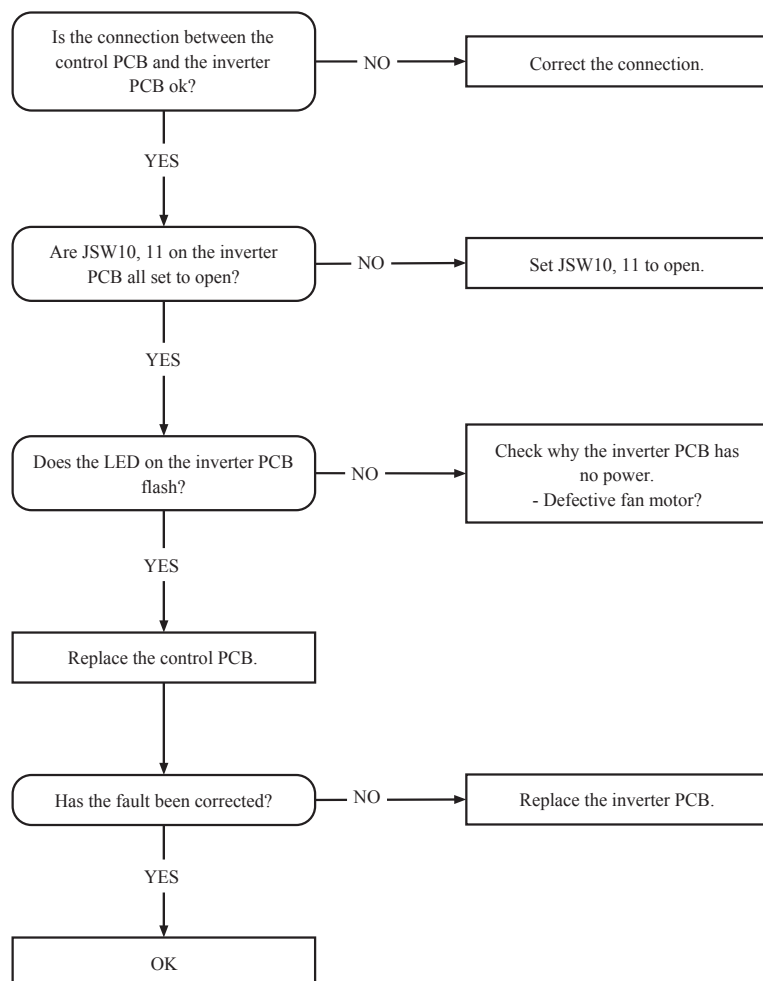 Is the connection between the
control PCB and the inverter
PCB ok?
NO
Correct the connection.
YES
Are JSW10, 11 on the inverter
PCB all set to open?
NO
Set JSW10, 11 to open.
YES
Does the LED on the inverter PCB
flash?
NO
Check why the inverter PCB has
no power.
- Defective fan motor?
YES
Replace the control PCB.
Has the fault been corrected?
NO
Replace the inverter PCB.
YES
OK